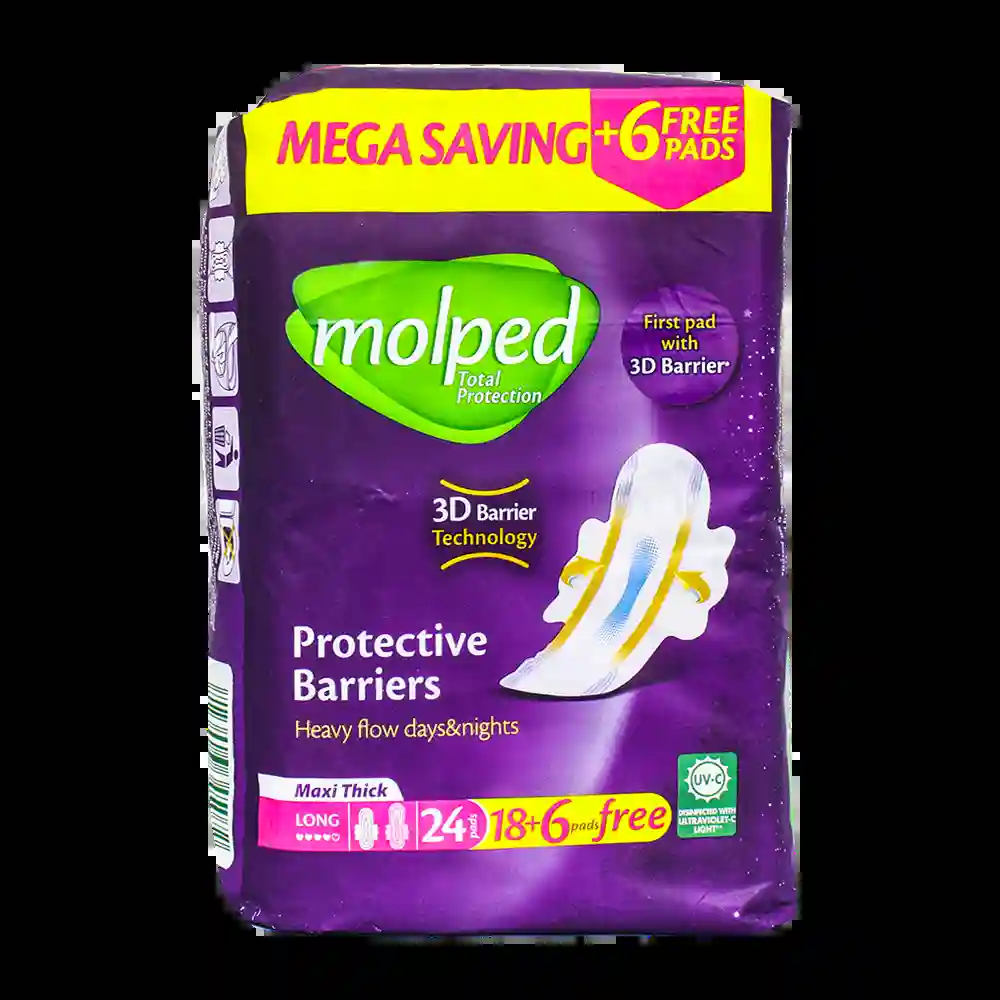 MEGA SAVING
+6 FREE
PADS
molped
Total
Protection
First pad
with
3D Barrier*
3D Barrier
Technology
Protective
Barriers
Heavy flow days&nights
Maxi Thick
LONG
24 pads
18+6 pads free
UV-C
DISINFECTED WITH
ULTRAVIOLET-C
LIGHT**